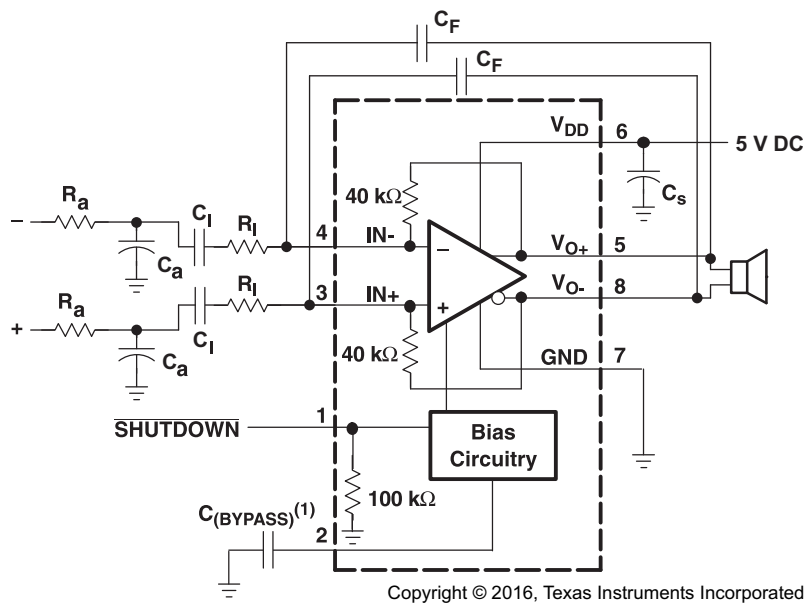 C_F
C_F
V_DD 6
5 V DC
C_s
40 kΩ
R_a
C_I
R_I
4 IN-
−
−
C_a
V_O+ 5
V_O- 8
R_a
C_I
R_I
3 IN+
+
+
C_a
40 kΩ
GND 7
1
SHUTDOWN
Bias
Circuitry
100 kΩ
C_(BYPASS)^(1)
2
Copyright © 2016, Texas Instruments Incorporated